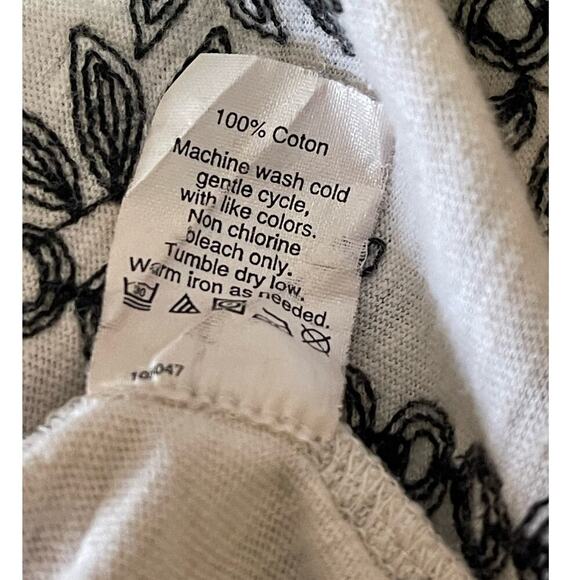 100% Coton
Machine wash cold
gentle cycle,
with like colors.
Non chlorine
bleach only.
Tumble dry low.
Warm iron as needed.
30